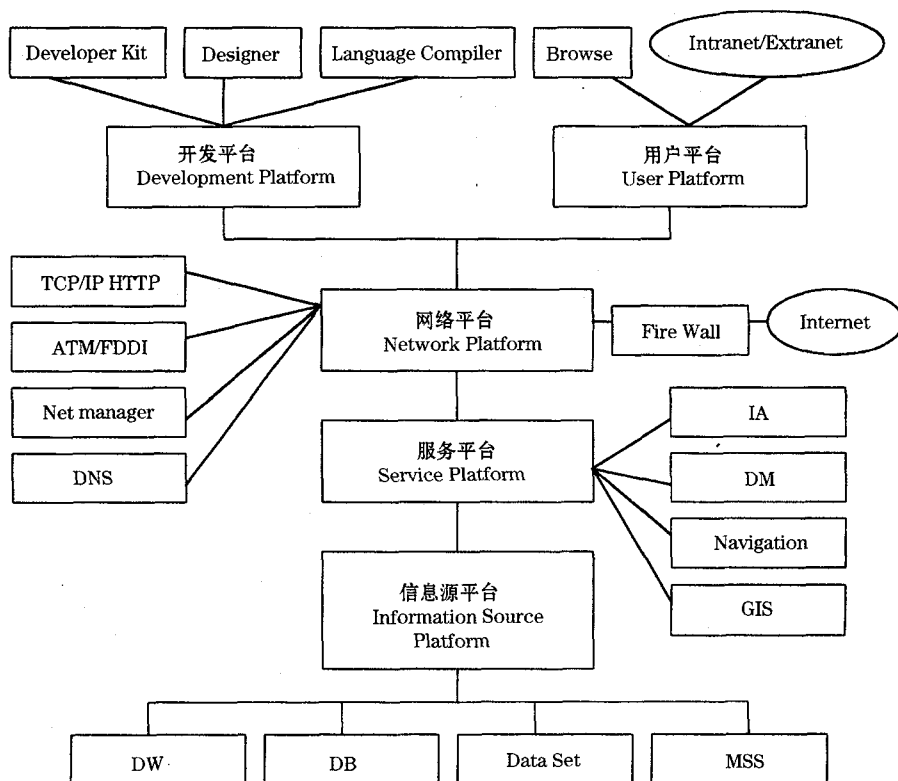 Developer Kit
Designer
Language Compiler
Browse
Intranet/Extranet
开发平台
Development Platform
用户平台
User Platform
TCP/IP HTTP
ATM/FDDI
Net manager
DNS
网络平台
Network Platform
Fire Wall
Internet
服务平台
Service Platform
IA
DM
Navigation
GIS
信息源平台
Information Source
Platform
DW
DB
Data Set
MSS